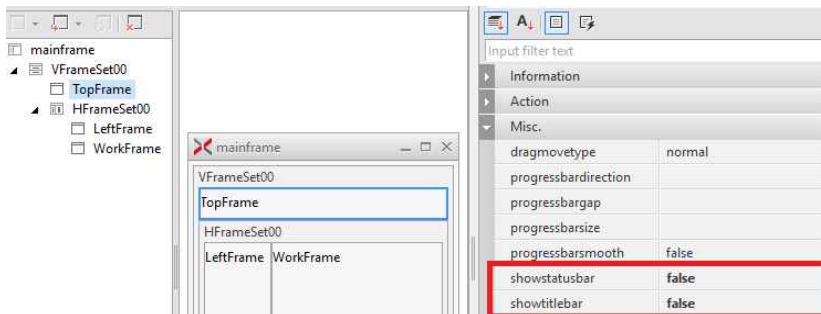 mainframe
VFrameSet00
TopFrame
HFrameSet00
LeftFrame
WorkFrame
mainframe
VFrameSet00
TopFrame
HFrameSet00
LeftFrame WorkFrame
A
Input filter text
Information
Action
Misc.
dragmovetype normal
progressbardirection
progressbargap
progressbarsize
progressbarsmooth false
showstatusbar false
showtitlebar false